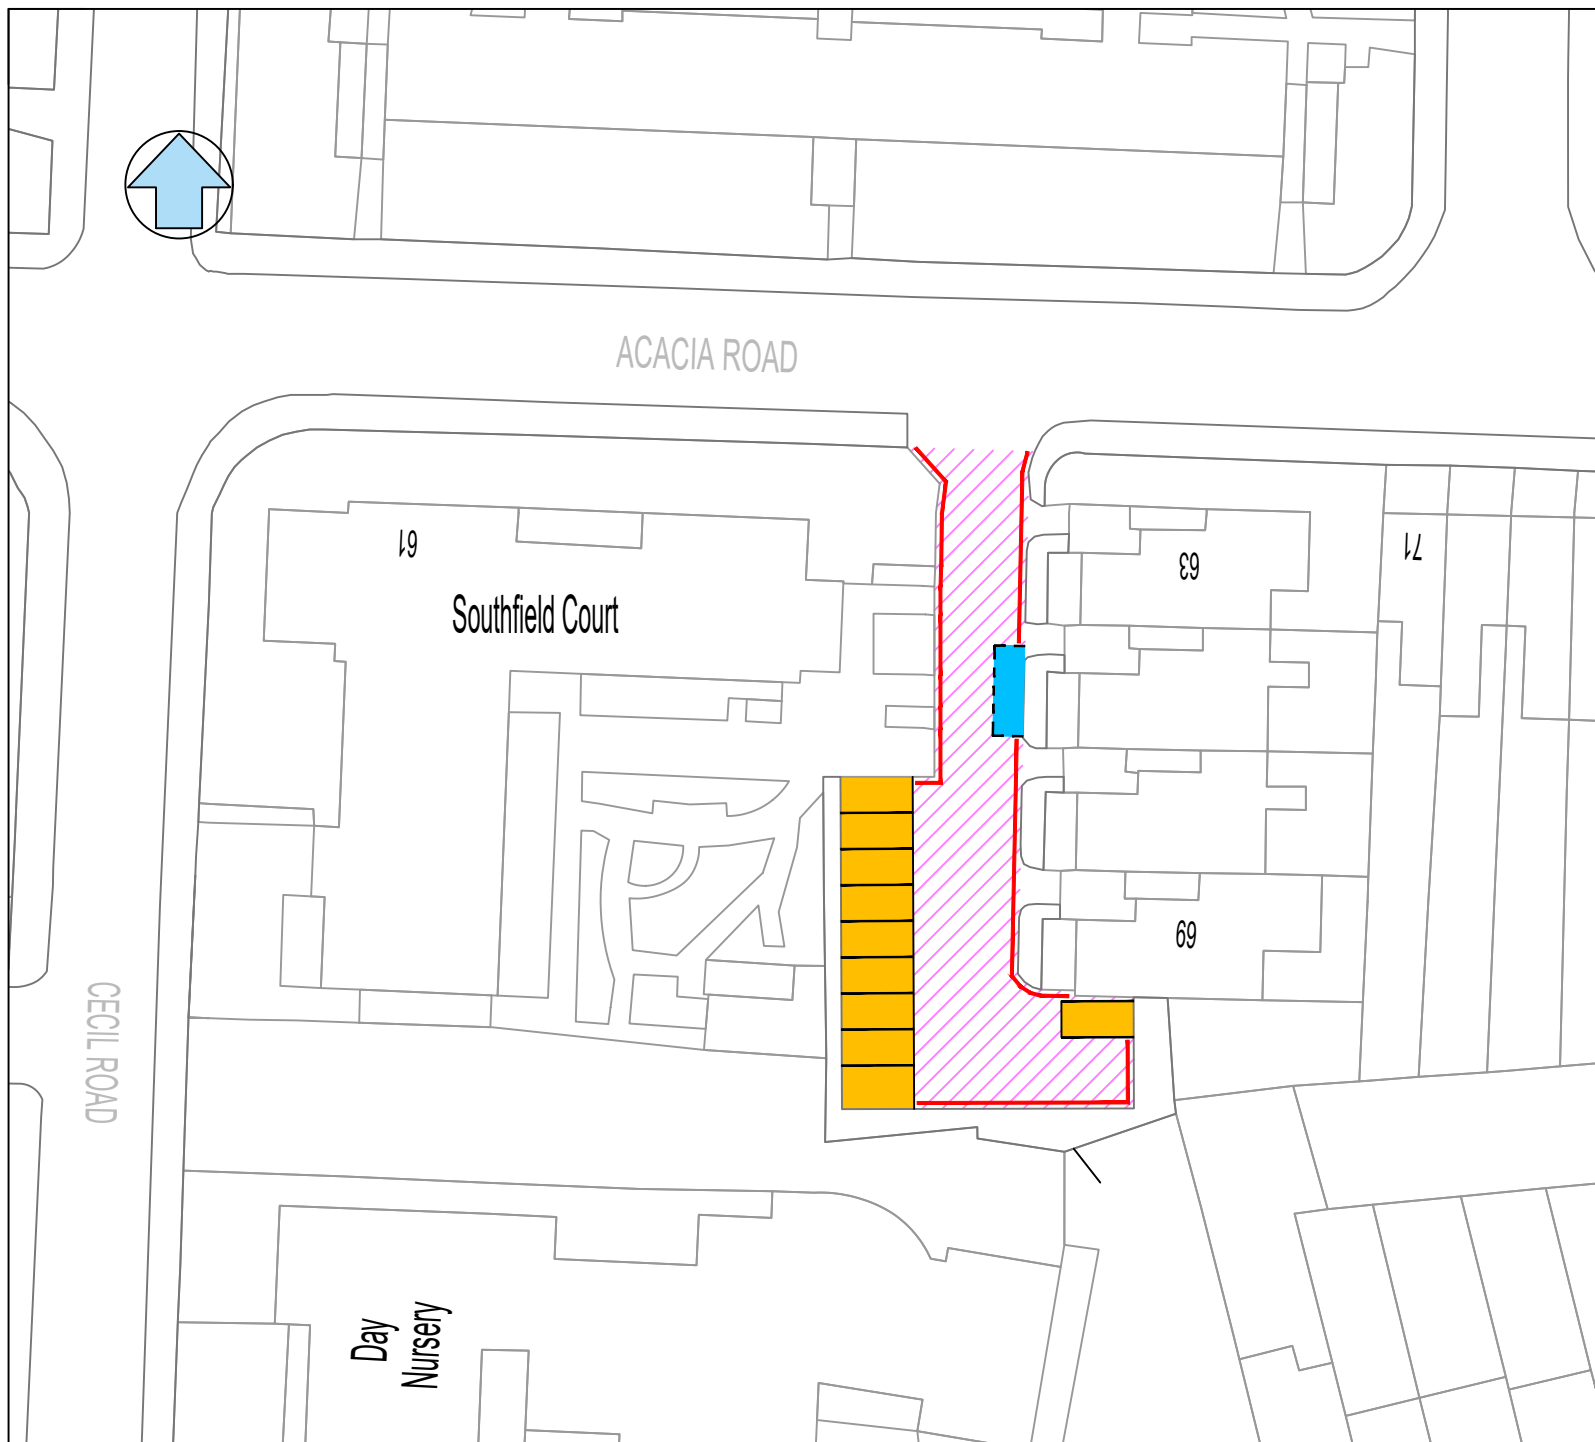 ACACIA ROAD
61
63
71
Southfield Court
69
CECIL ROAD
Day
Nursery